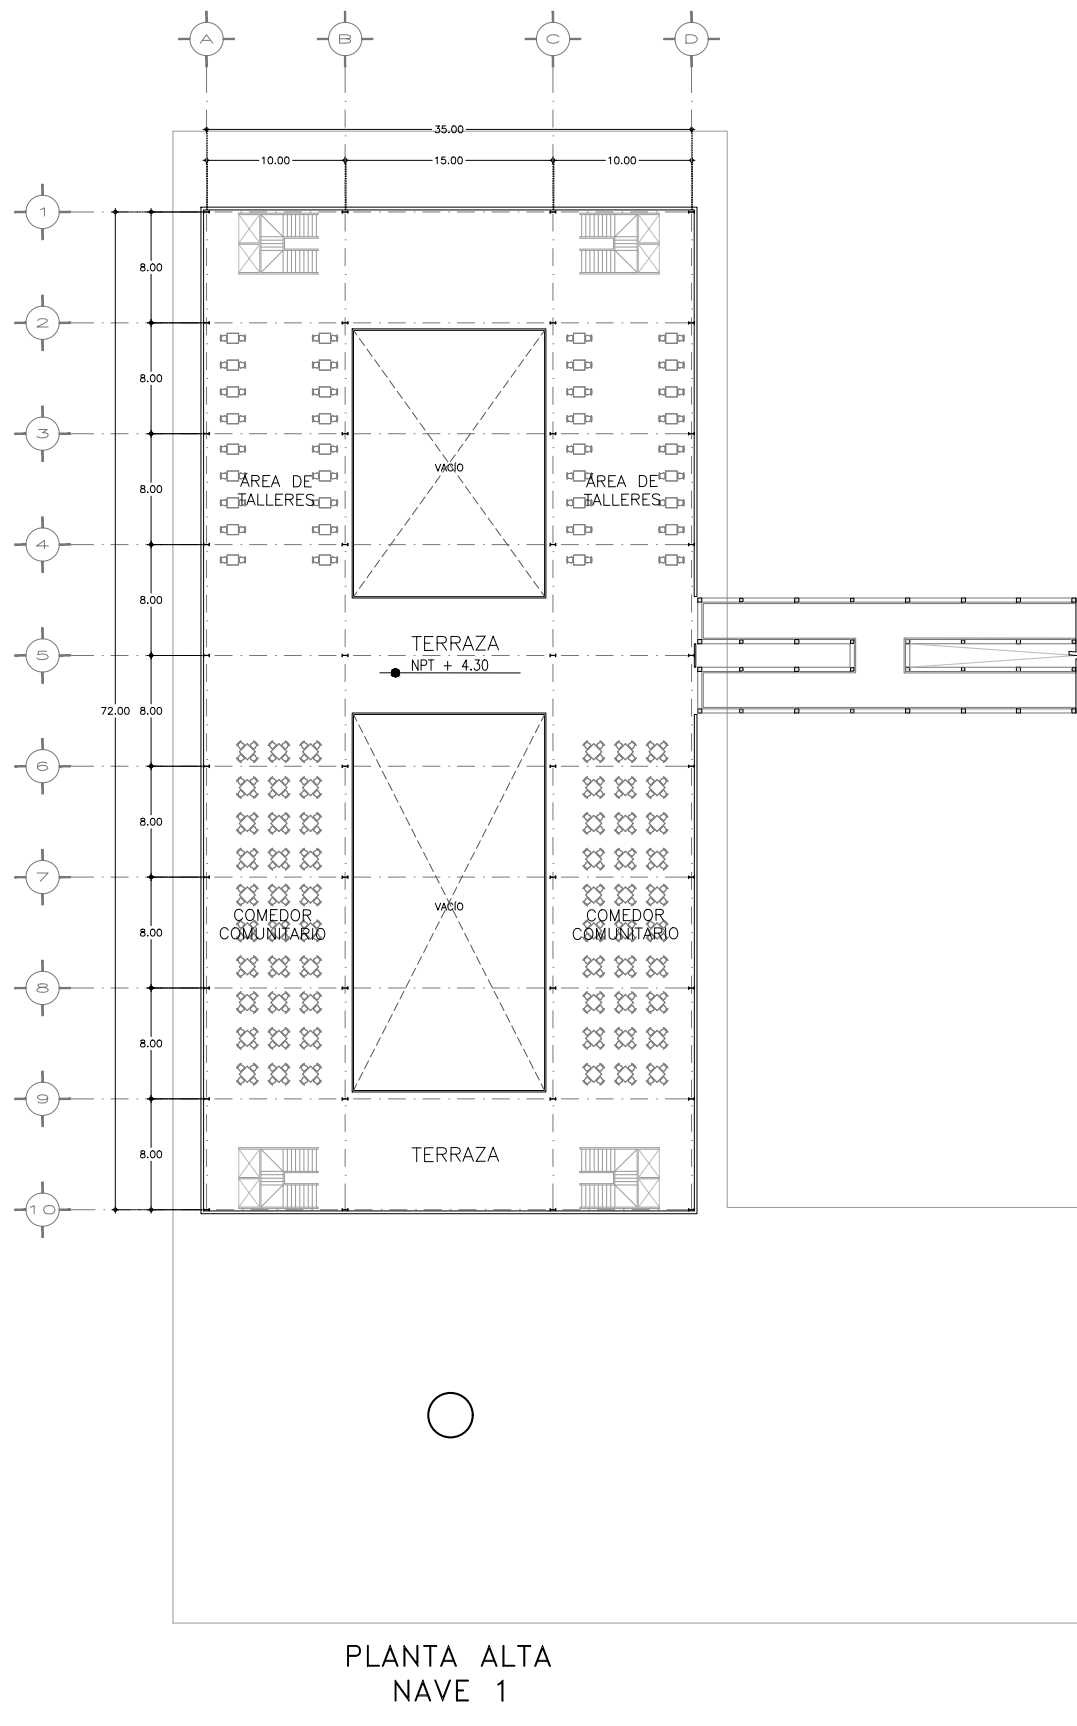 A B C D
35.00
10.00 15.00 10.00
1
8.00
2
8.00
3
VACÍO
ÁREA DE
TALLERES
8.00
ÁREA DE
TALLERES
4
8.00
TERRAZA
5
NPT + 4.30
72.00 8.00
6
8.00
7
VACÍO
COMEDOR
COMUNITARIO
8.00
COMEDOR
COMUNITARIO
8
8.00
9
8.00
TERRAZA
10
PLANTA ALTA
NAVE 1